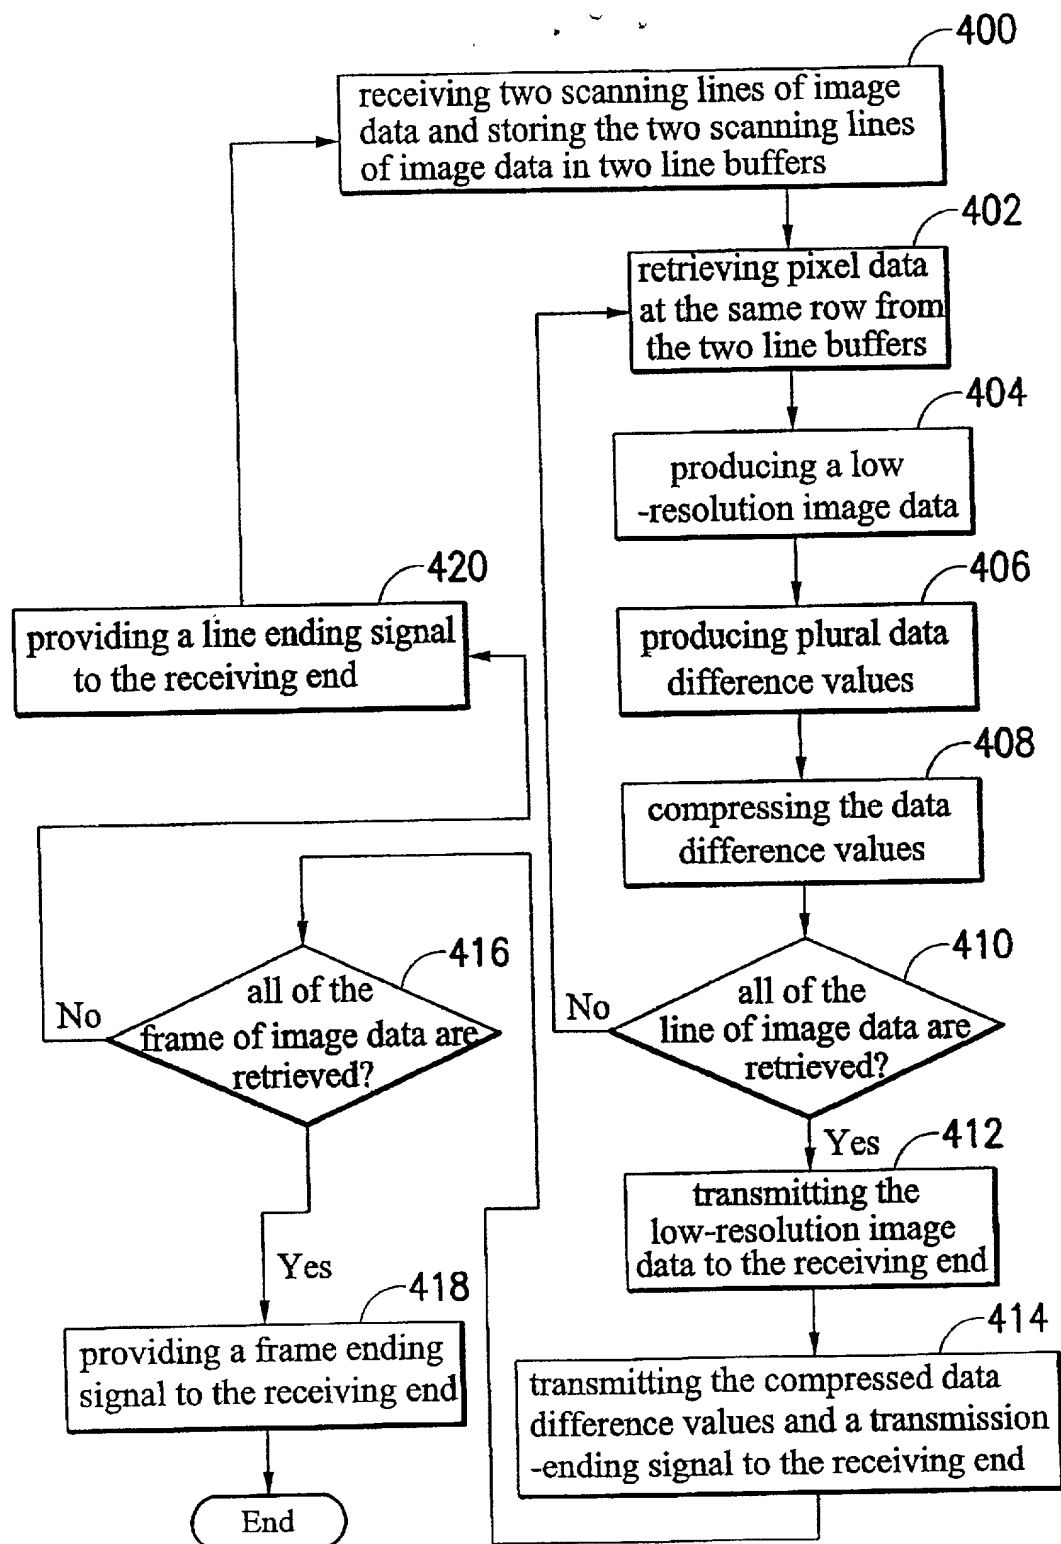 400
receiving two scanning lines of image
data and storing the two scanning lines
of image data in two line buffers
402
retrieving pixel data
at the same row from
the two line buffers
404
producing a low
-resolution image data
406
producing plural data
difference values
408
compressing the data
difference values
410
all of the
line of image data are
retrieved?
No
Yes
412
transmitting the
low-resolution image
data to the receiving end
414
transmitting the compressed data
difference values and a transmission
-ending signal to the receiving end
416
all of the
frame of image data are
retrieved?
No
Yes
418
providing a frame ending
signal to the receiving end
End
420
providing a line ending signal
to the receiving end